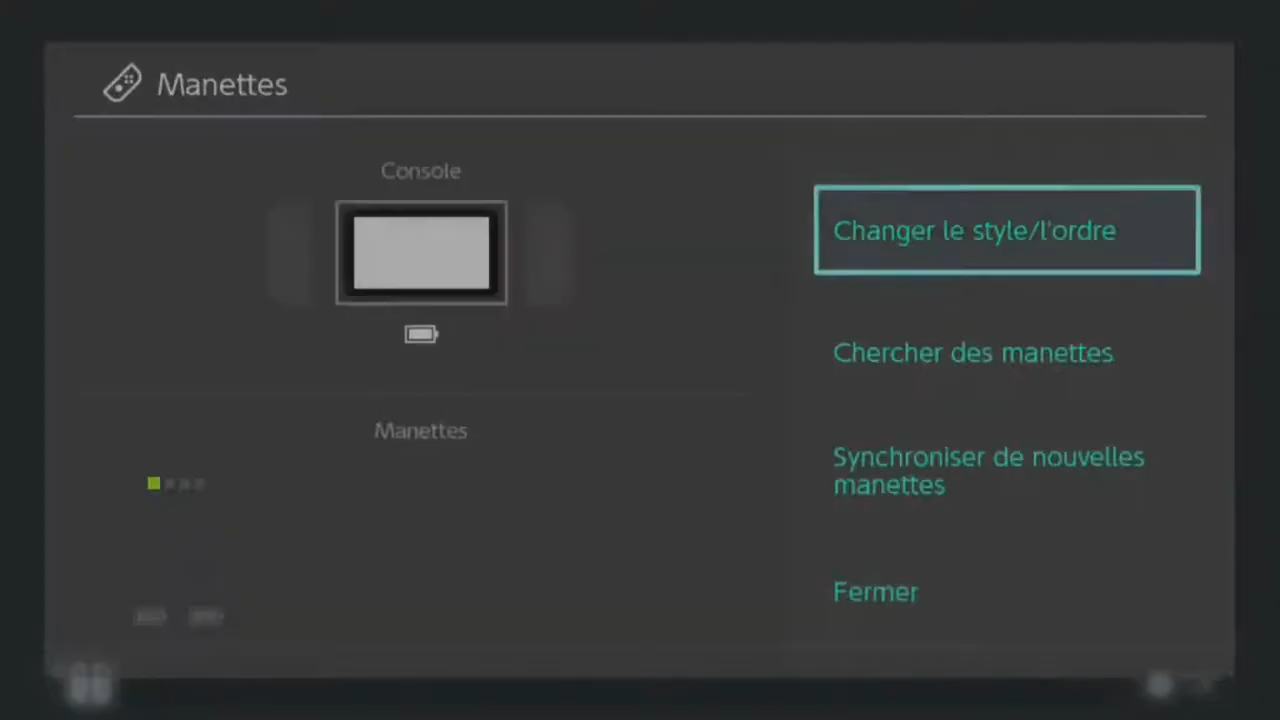 Manettes
Console
Changer le style/l'ordre
Chercher des manettes
Manettes
Synchroniser de nouvelles
manettes
Fermer